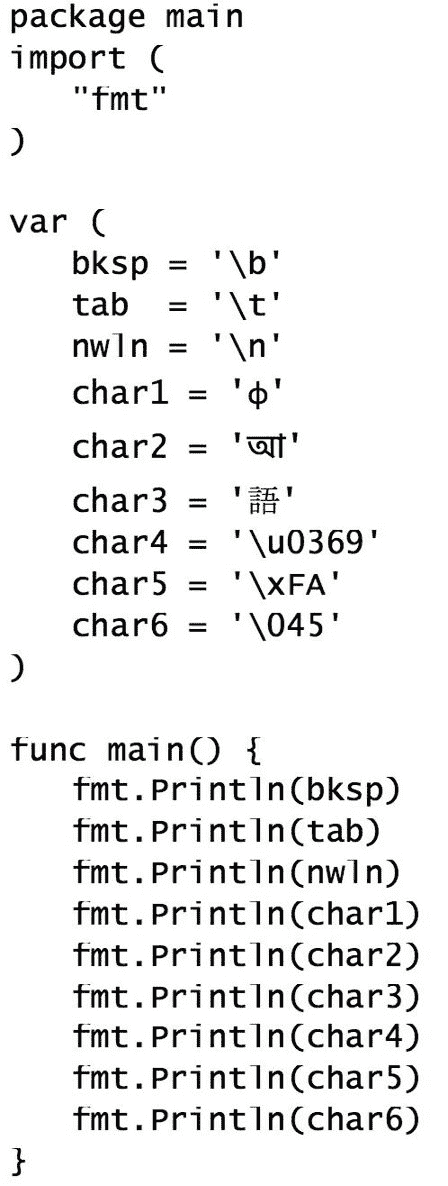 package main
import (
    "fmt"
)

var (
    bksp = '\b'
    tab  = '\t'
    nwln = '\n'
    char1 = 'ф'
    char2 = 'আ'
    char3 = '語'
    char4 = '\u0369'
    char5 = '\xFA'
    char6 = '\045'
)

func main() {
    fmt.Println(bksp)
    fmt.Println(tab)
    fmt.Println(nwln)
    fmt.Println(char1)
    fmt.Println(char2)
    fmt.Println(char3)
    fmt.Println(char4)
    fmt.Println(char5)
    fmt.Println(char6)
}